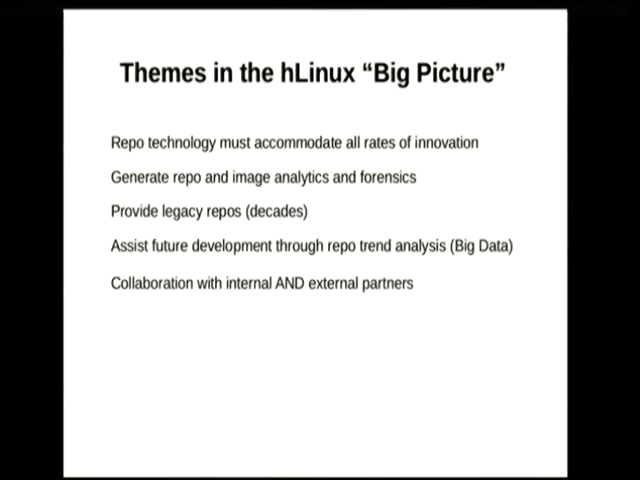 Themes in the hLinux “Big Picture”
Repo technology must accommodate all rates of innovation
Generate repo and image analytics and forensics
Provide legacy repos (decades)
Assist future development through repo trend analysis (Big Data)
Collaboration with internal AND external partners